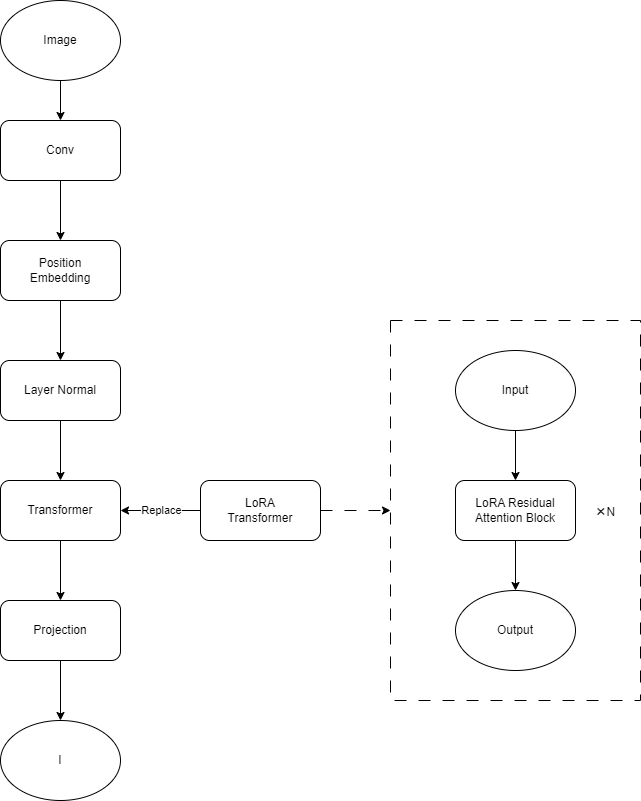 Image
Conv
Position
Embedding
Layer Normal
Transformer
Replace
LoRA
Transformer
Projection
I
Input
LoRA Residual
Attention Block
×N
Output